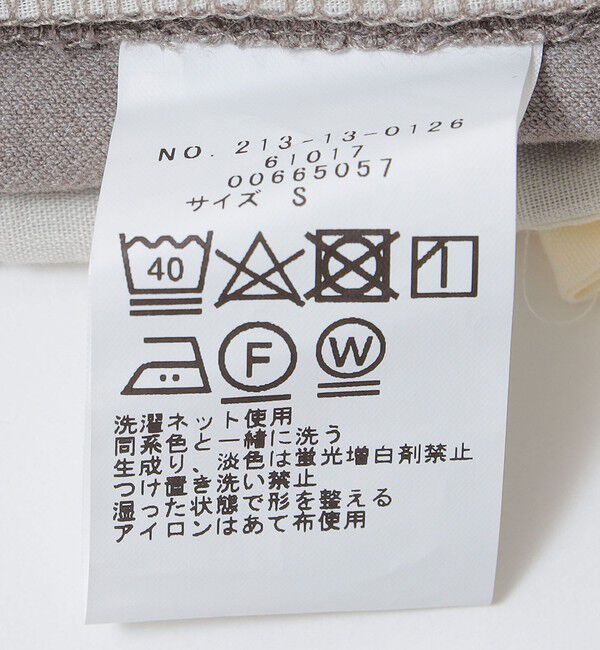 NO. 213-13-0126
61017
00665057
サイズ S
40
F
W
洗濯ネット使用
同系色と一緒に洗う
生成り、淡色は蛍光増白剤禁止
つけ置き洗い禁止
湿った状態で形を整える
アイロンはあて布使用